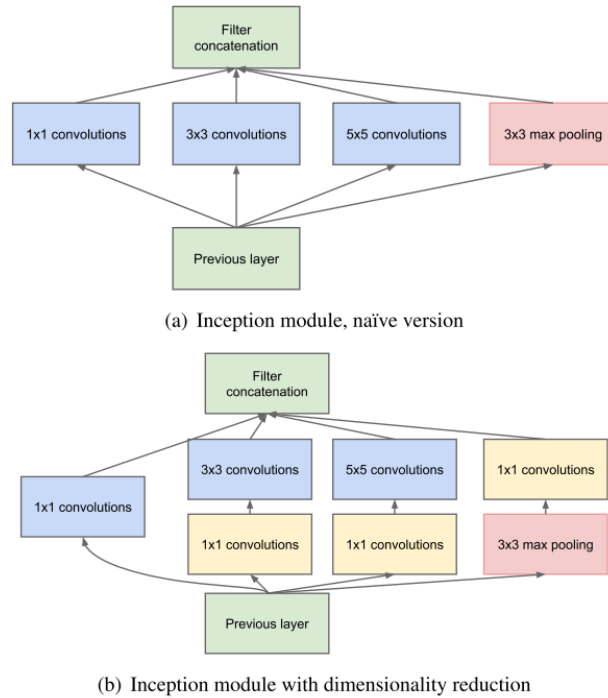 Filter
concatenation
1x1 convolutions
3x3 convolutions
5x5 convolutions
3x3 max pooling
Previous layer
(a) Inception module, naïve version
Filter
concatenation
3x3 convolutions
5x5 convolutions
1x1 convolutions
1x1 convolutions
1x1 convolutions
1x1 convolutions
3x3 max pooling
Previous layer
(b) Inception module with dimensionality reduction